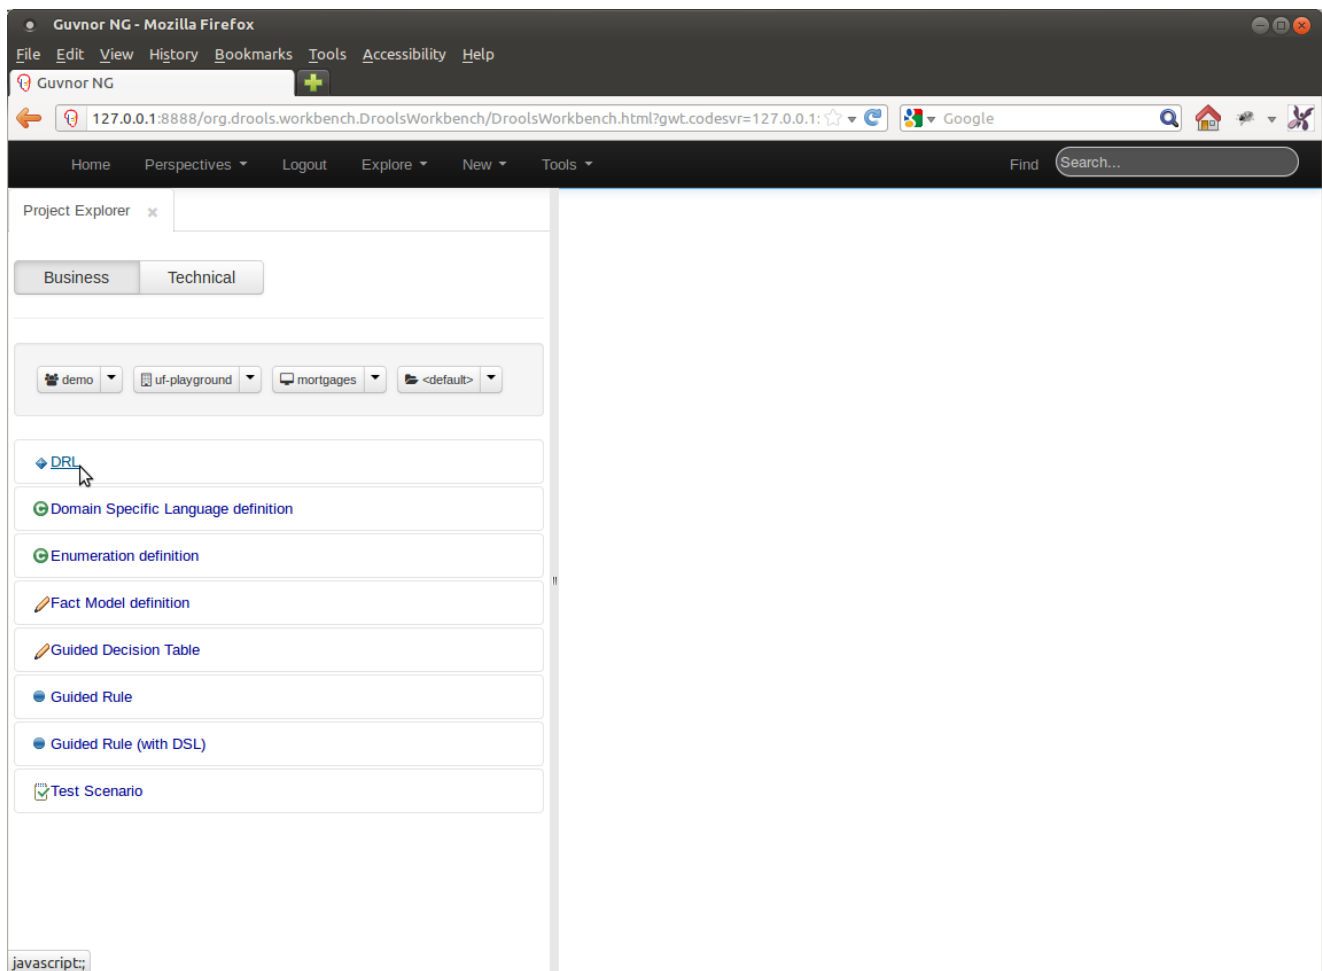 Guvnor NG - Mozilla Firefox
File Edit View History Bookmarks Tools Accessibility Help
Guvnor NG
127.0.0.1:8888/org.drools.workbench.DroolsWorkbench/DroolsWorkbench.html?gwt.codesvr=127.0.0.1: Google
Home Perspectives Logout Explore New Tools Find Search...
Project Explorer
Business Technical
demo uf-playground mortgages <default>
DRL
Domain Specific Language definition
Enumeration definition
Fact Model definition
Guided Decision Table
Guided Rule
Guided Rule (with DSL)
Test Scenario
javascript:;